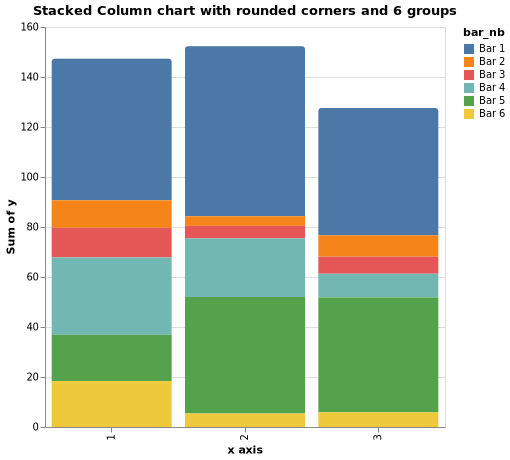 Stacked Column chart with rounded corners and 6 groups
160
140
120
100
80
60
40
20
0
Sum of y
1
2
3
x axis
bar_nb
Bar 1
Bar 2
Bar 3
Bar 4
Bar 5
Bar 6